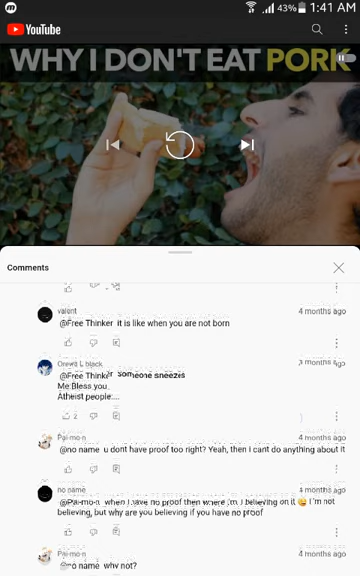 43% 1:41 AM
YouTube
WHY I DON'T EAT PORK
Comments
valent 4 months ago
@Free Thinker it is like when you are not born
Orewa L black 3 months ago
@Free Thinker someone sneezes
Me:Bless you
Atheist people:...
2
Pai-mo-n 4 months ago
@no name u dont have proof too right? Yeah, then I cant do anything about it
no name 4 months ago
@Pai-mo-n when I have no proof then where I'm believing on it 😄 I'm not
believing, but why are you believing if you have no proof
Pai-mo-n 4 months ago
@no name why not?